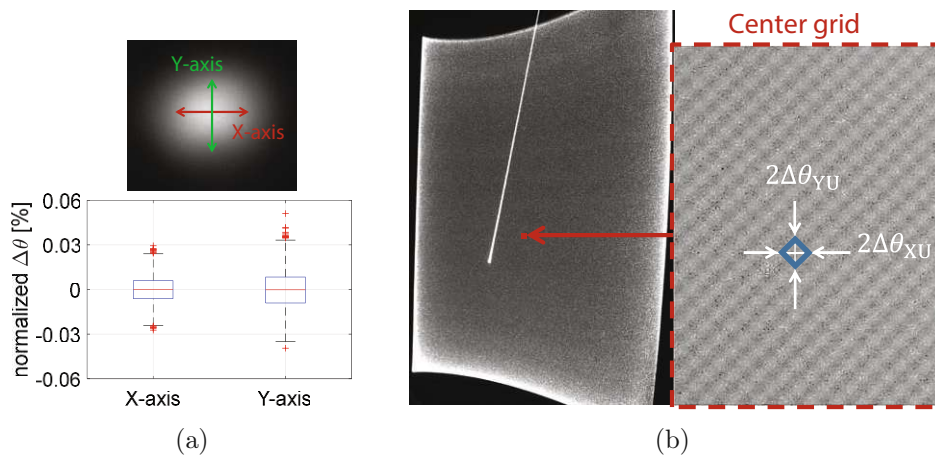 Y-axis
X-axis
normalized Δθ [%]
0.06
0.03
0
-0.03
-0.06
X-axis
Y-axis
(a)
Center grid
2Δθ_YU
2Δθ_XU
(b)